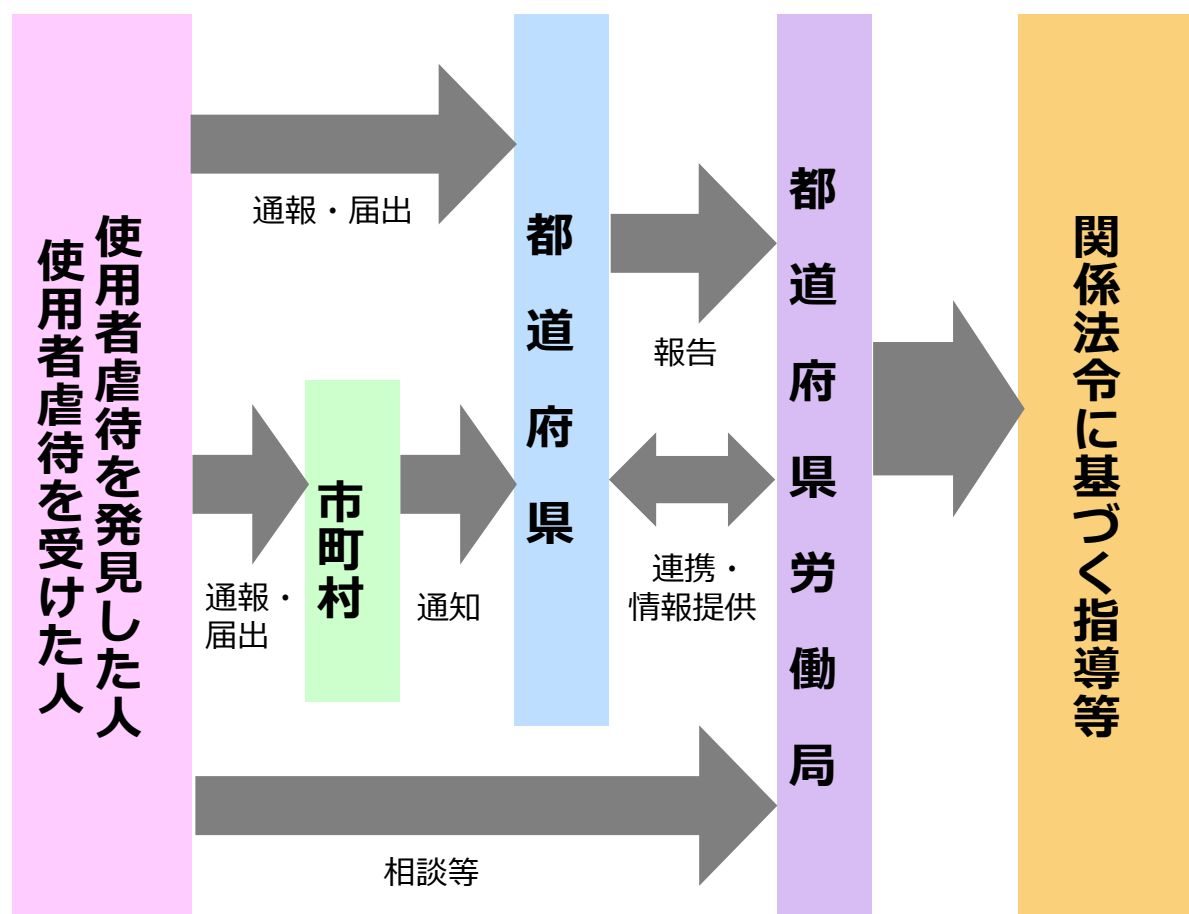 使用者虐待を発見した人
使用者虐待を受けた人
通報・届出
通報・
届出
市町村
通知
都道府県
報告
連携・
情報提供
相談等
都道府県労働局
関係法令に基づく指導等